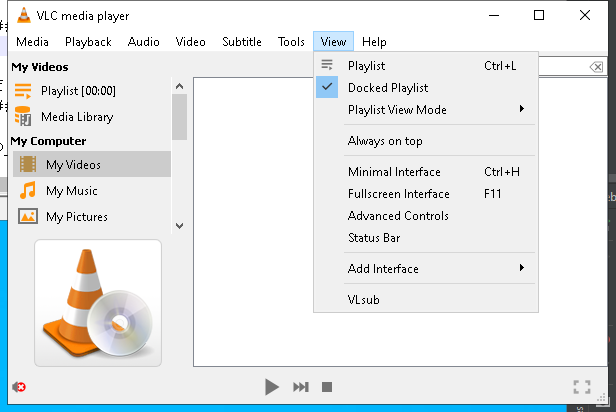 VLC media player
Media Playback Audio Video Subtitle Tools View Help
My Videos
Playlist [00:00]
Media Library
My Computer
My Videos
My Music
My Pictures
Playlist Ctrl+L
Docked Playlist
Playlist View Mode
Always on top
Minimal Interface Ctrl+H
Fullscreen Interface F11
Advanced Controls
Status Bar
Add Interface
VLsub